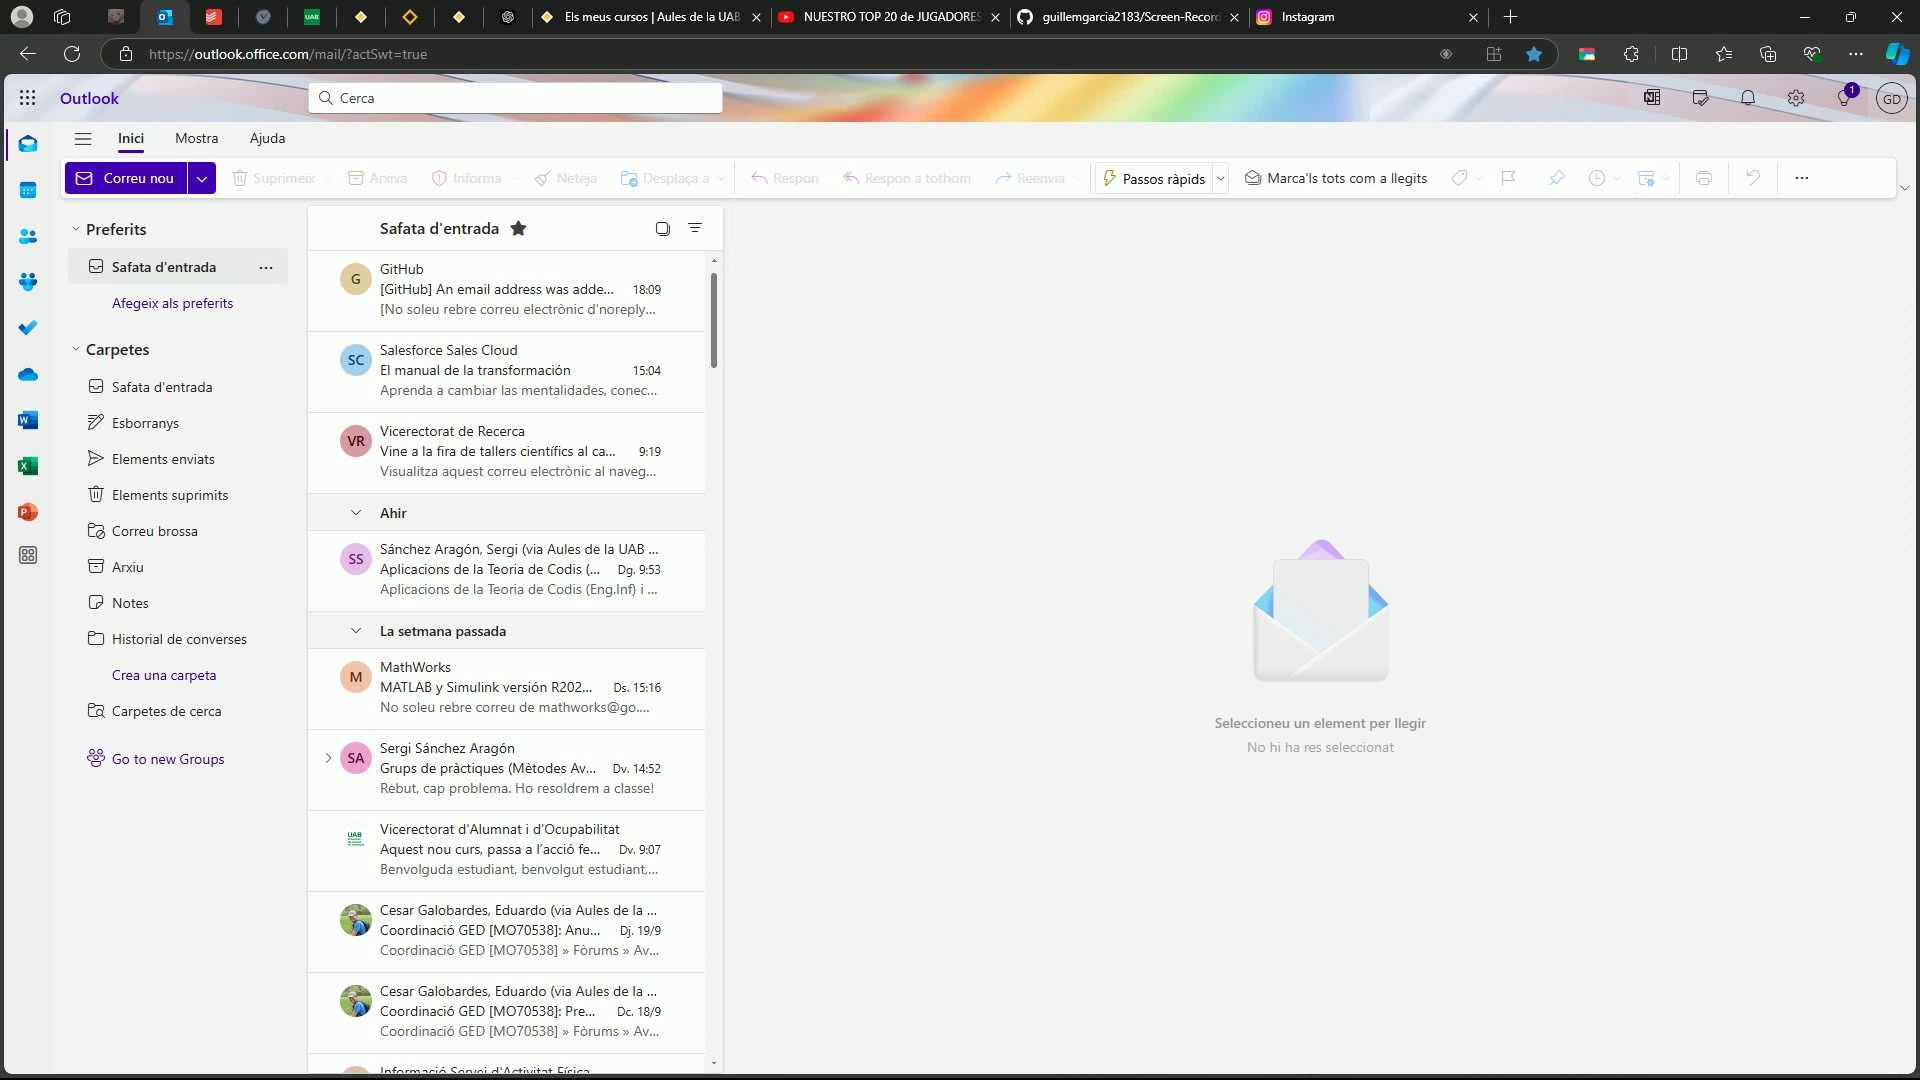 Els meus cursos | Aules de la UAB
NUESTRO TOP 20 de JUGADORES
guillemgarcia2183/Screen-Record
Instagram
https://outlook.office.com/mail/?actSwt=true
Outlook
Cerca
1
GD
Inici
Mostra
Ajuda
Correu nou
Suprimeix
Arxiva
Informa
Neteja
Desplaça a
Respon
Respon a tothom
Reenvia
Passos ràpids
Marca'ls tots com a llegits
Preferits
Safata d'entrada
Afegeix als preferits
Carpetes
Safata d'entrada
Esborranys
Elements enviats
Elements suprimits
Correu brossa
Arxiu
Notes
Historial de converses
Crea una carpeta
Carpetes de cerca
Go to new Groups
Safata d'entrada
G
GitHub
[GitHub] An email address was adde... 18:09
[No soleu rebre correu electrònic d'noreply...
SC
Salesforce Sales Cloud
El manual de la transformación 15:04
Aprenda a cambiar las mentalidades, conec...
VR
Vicerectorat de Recerca
Vine a la fira de tallers científics al ca... 9:19
Visualitza aquest correu electrònic al naveg...
Ahir
SS
Sánchez Aragón, Sergi (via Aules de la UAB ...
Aplicacions de la Teoria de Codis (... Dg. 9:53
Aplicacions de la Teoria de Codis (Eng.Inf) i ...
La setmana passada
M
MathWorks
MATLAB y Simulink versión R202... Ds. 15:16
No soleu rebre correu de mathworks@go....
SA
Sergi Sánchez Aragón
Grups de pràctiques (Mètodes Av... Dv. 14:52
Rebut, cap problema. Ho resoldrem a classe!
UAB
Vicerectorat d'Alumnat i d'Ocupabilitat
Aquest nou curs, passa a l'acció fe... Dv. 9:07
Benvolguda estudiant, benvolgut estudiant,...
Cesar Galobardes, Eduardo (via Aules de la ...
Coordinació GED [MO70538]: Anu... Dj. 19/9
Coordinació GED [MO70538] » Fòrums » Av...
Cesar Galobardes, Eduardo (via Aules de la ...
Coordinació GED [MO70538]: Pre... Dc. 18/9
Coordinació GED [MO70538] » Fòrums » Av...
Informació Servei d'Activitat Física
Seleccioneu un element per llegir
No hi ha res seleccionat